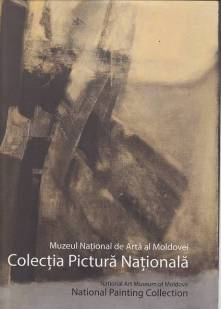 Muzeul Național de Artă al Moldovei
Colecția Pictură Națională
National Art Museum of Moldova
National Painting Collection